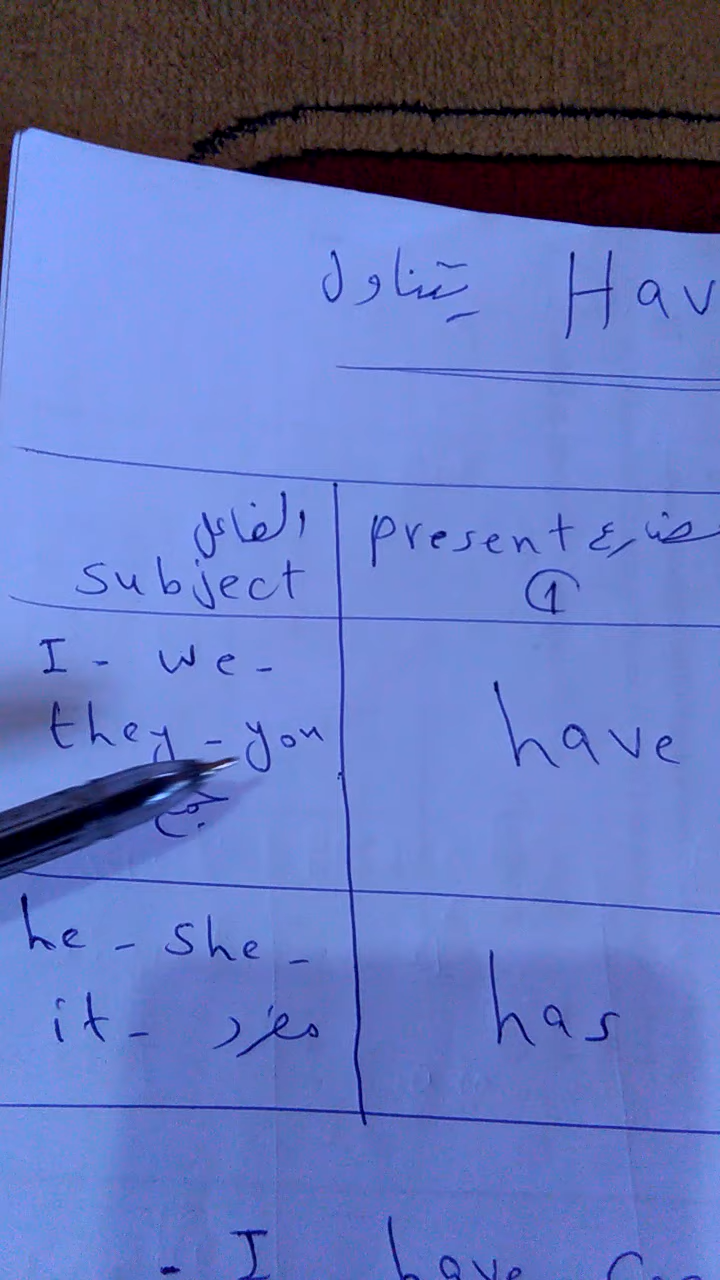 يتناول Hav
الفاعل
subject
present مضارع
1
I - we -
they - you
جمع
have
he - she -
it - مفرد
has
- I have